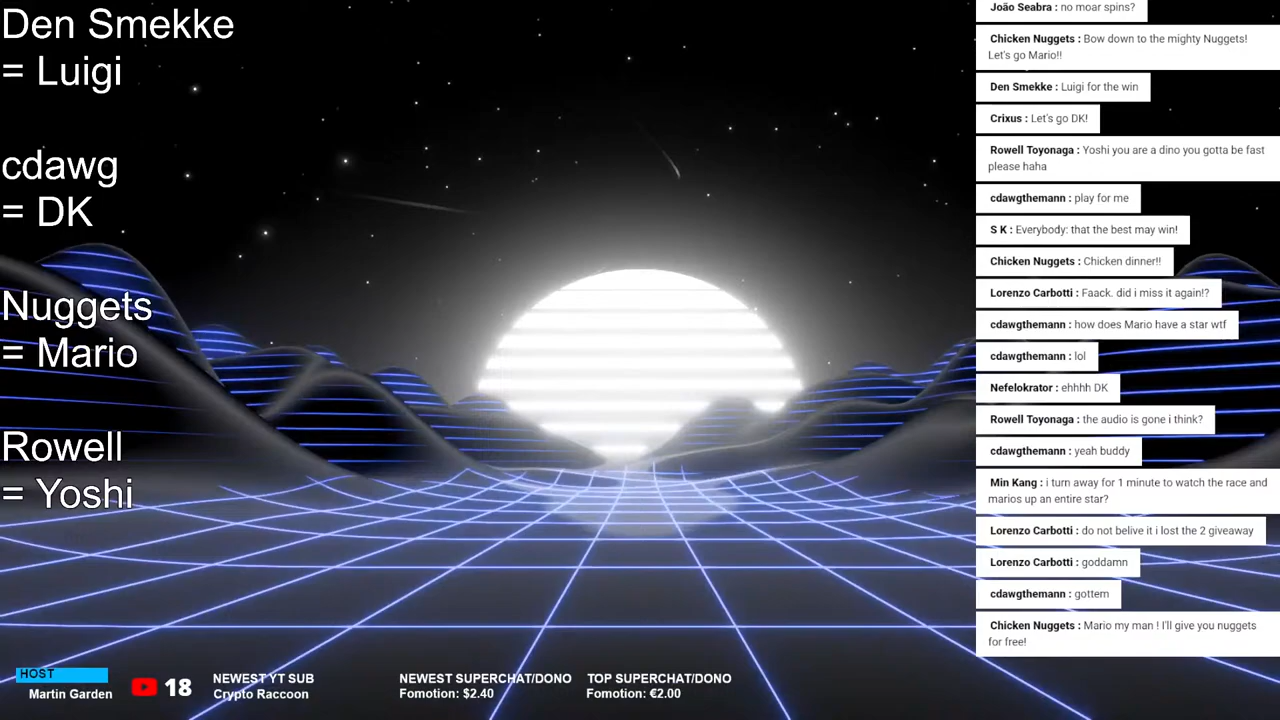 Den Smekke
= Luigi
cdawg
= DK
Nuggets
= Mario
Rowell
= Yoshi
João Seabra : no moar spins?
Chicken Nuggets : Bow down to the mighty Nuggets!
Let's go Mario!!
Den Smekke : Luigi for the win
Crixus : Let's go DK!
Rowell Toyonaga : Yoshi you are a dino you gotta be fast
please haha
cdawgthemann : play for me
S K : Everybody: that the best may win!
Chicken Nuggets : Chicken dinner!!
Lorenzo Carbotti : Faack. did i miss it again!?
cdawgthemann : how does Mario have a star wtf
cdawgthemann : lol
Nefelokrator : ehhhh DK
Rowell Toyonaga : the audio is gone i think?
cdawgthemann : yeah buddy
Min Kang : i turn away for 1 minute to watch the race and
marios up an entire star?
Lorenzo Carbotti : do not belive it i lost the 2 giveaway
Lorenzo Carbotti : goddamn
cdawgthemann : gottem
Chicken Nuggets : Mario my man ! I'll give you nuggets
for free!
HOST
Martin Garden
18
NEWEST YT SUB
Crypto Raccoon
NEWEST SUPERCHAT/DONO
Fomotion: $2.40
TOP SUPERCHAT/DONO
Fomotion: €2.00